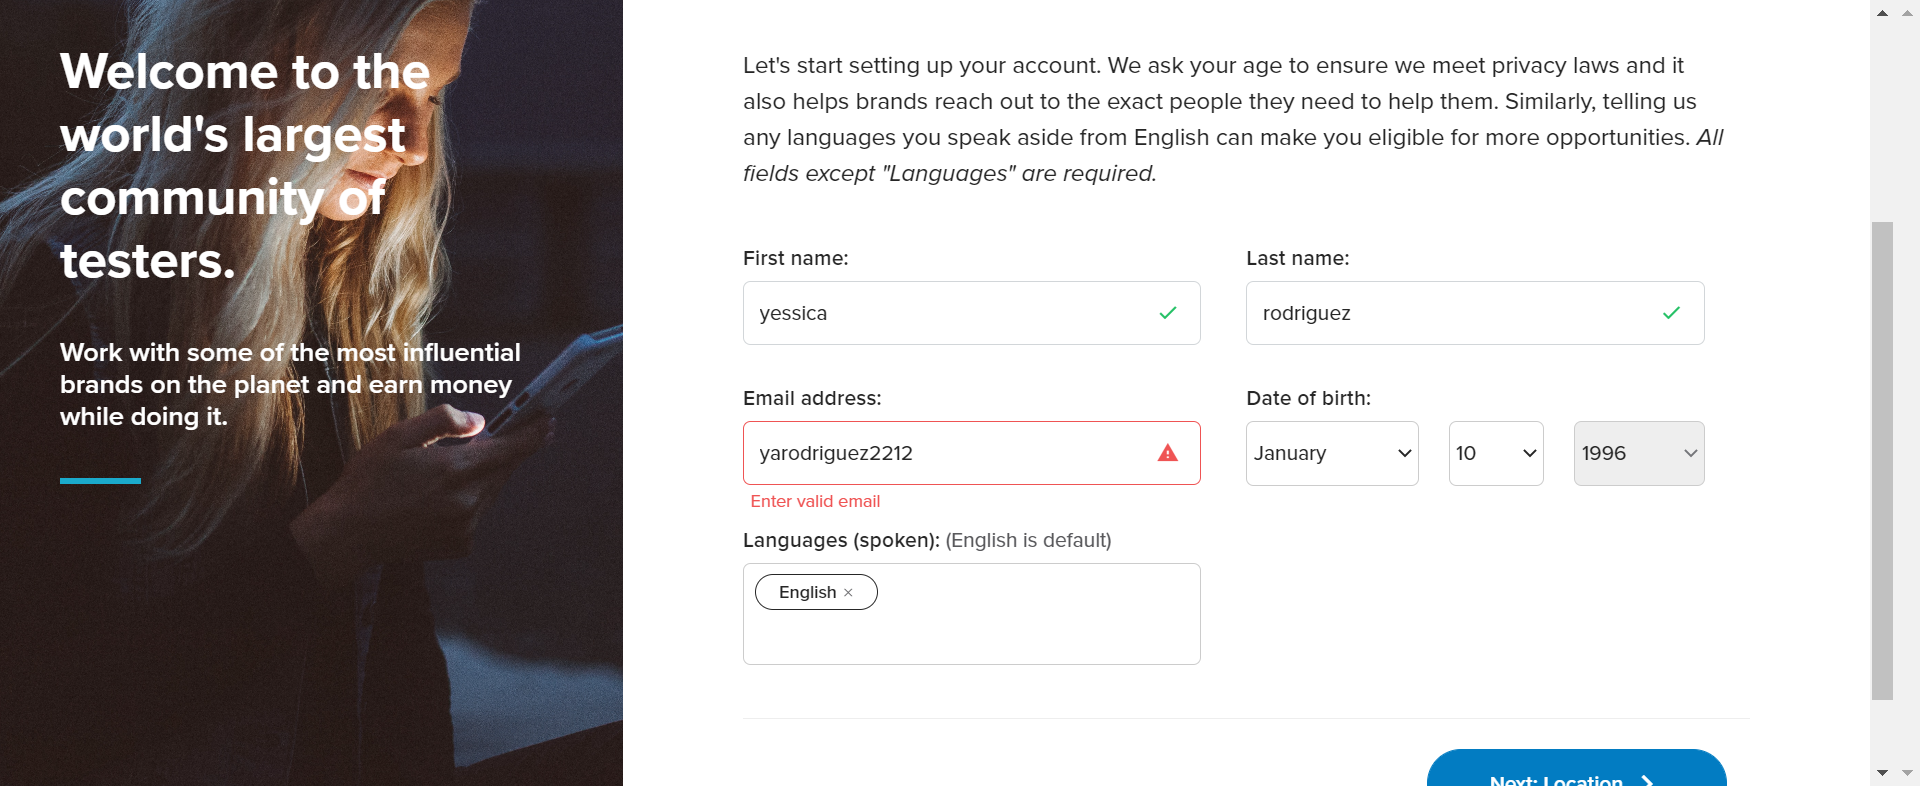 Welcome to the
world's largest
community of
testers.
Work with some of the most influential
brands on the planet and earn money
while doing it.
Let's start setting up your account. We ask your age to ensure we meet privacy laws and it
also helps brands reach out to the exact people they need to help them. Similarly, telling us
any languages you speak aside from English can make you eligible for more opportunities. All
fields except "Languages" are required.
First name:
Last name:
yessica
rodriguez
Email address:
Date of birth:
yarodriguez2212
January
10
1996
Enter valid email
Languages (spoken): (English is default)
English ×
Next: Location